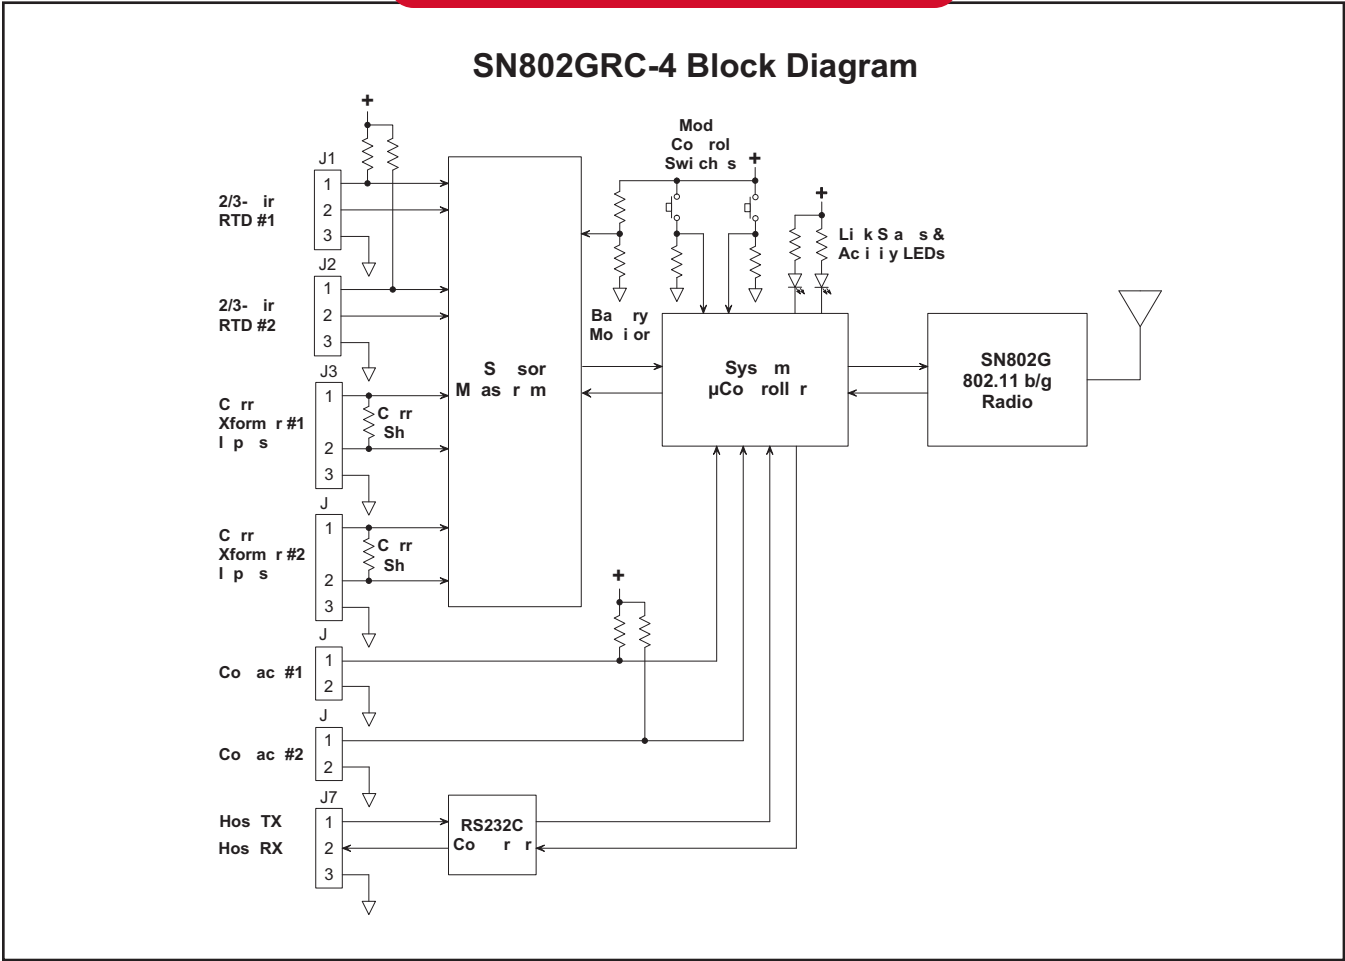 SN802GRC-4 Block Diagram
+
J1
1
2
3
2/3- ir
RTD #1
J2
1
2
3
2/3- ir
RTD #2
J3
1
2
3
C rr
Xform r #1
I p s
C rr
Sh
J
1
2
3
C rr
Xform r #2
I p s
C rr
Sh
J
1
2
Co ac #1
J
1
2
Co ac #2
J7
1
2
3
Hos TX
Hos RX
RS232C
Co r r
S sor
M as r m
Mod
Co rol
Swi ch s
+
Ba ry
Mo i or
+
Li k S a s &
Ac i i y LEDs
Sys m
µCo roll r
SN802G
802.11 b/g
Radio
+